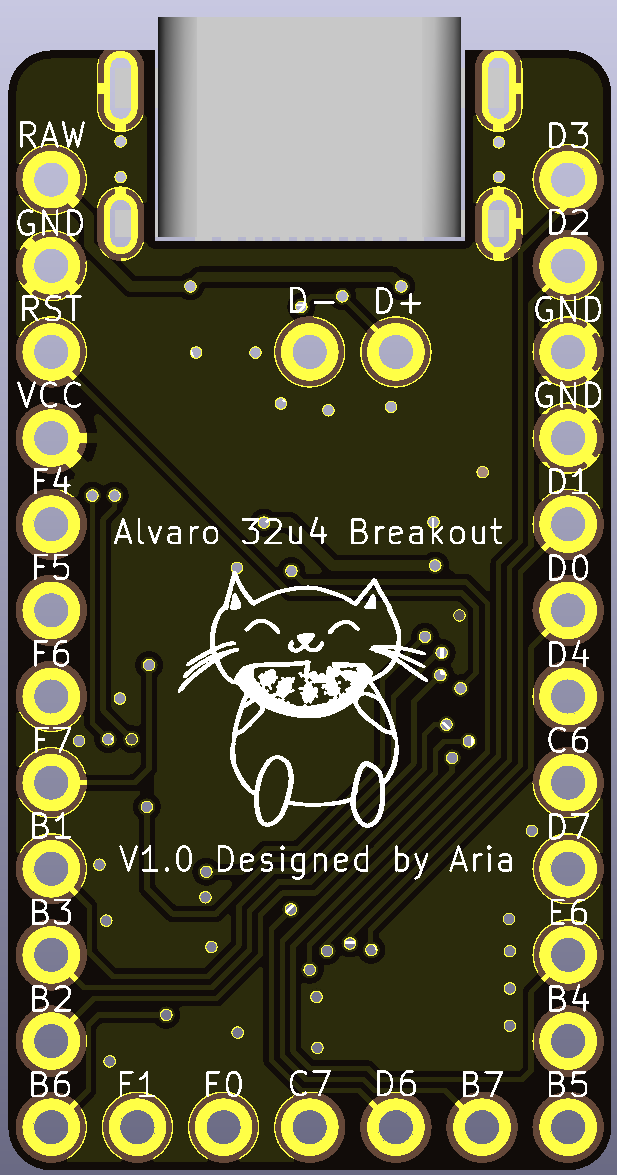 RAW D3
GND D2
RST D- D+ GND
VCC GND
F4 D1
Alvaro 32u4 Breakout
F5 D0
F6 D4
F7 C6
B1 D7
V1.0 Designed by Aria
B3 E6
B2 B4
B6 F1 F0 C7 D6 B7 B5